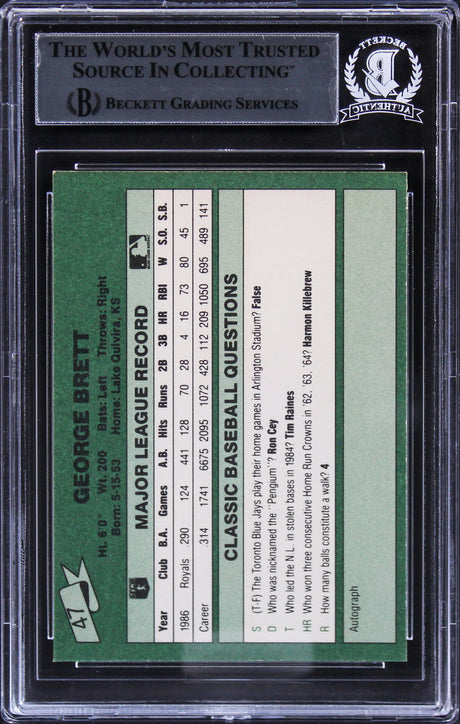 THE WORLD'S MOST TRUSTED
SOURCE IN COLLECTING™
B BECKETT GRADING SERVICES
BECKETT
B
AUTHENTIC
47
GEORGE BRETT
Ht. 6'0" Wt. 200 Bats: Left Throws: Right
Born: 5-15-53 Home: Lake Quivira, KS
MAJOR LEAGUE RECORD
Year Club B.A. Games A.B. Hits Runs 2B 3B HR RBI W S.O. S.B.
1986 Royals .290 124 441 128 70 28 4 16 73 80 45 1
Career .314 1741 6675 2095 1072 428 112 209 1050 695 489 141
CLASSIC BASEBALL QUESTIONS
S (T-F) The Toronto Blue Jays play their home games in Arlington Stadium? False
D Who was nicknamed the "Pengium"? Ron Cey
T Who led the N.L. in stolen bases in 1984? Tim Raines
HR Who won three consecutive Home Run Crowns in '62, '63, '64? Harmon Killebrew
R How many balls constitute a walk? 4
Autograph